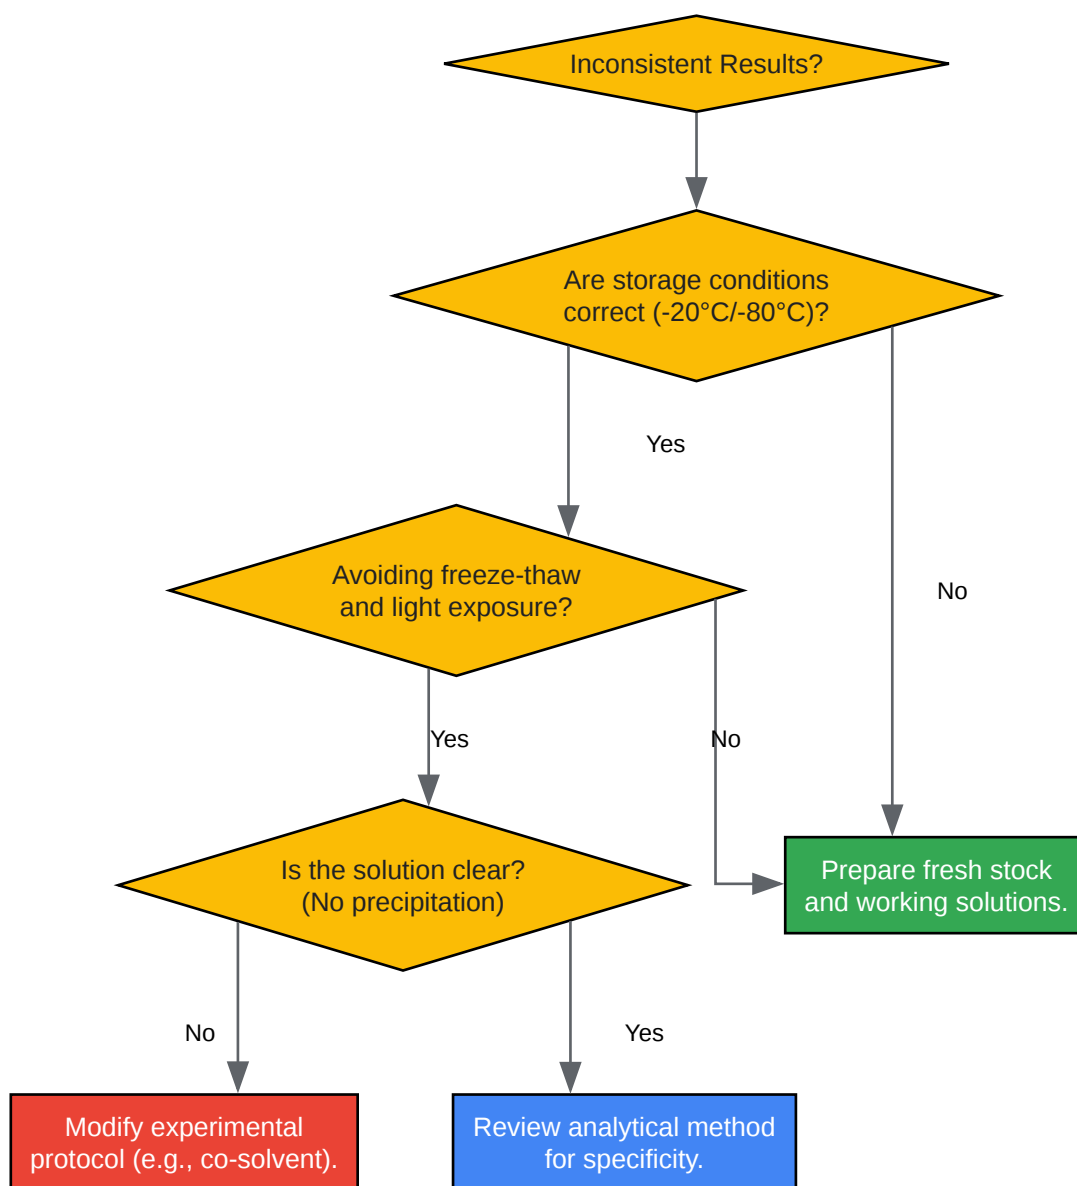 Inconsistent Results?
Are storage conditions
correct (-20°C/-80°C)?
Yes
Avoiding freeze-thaw
and light exposure?
No
Yes
No
Is the solution clear?
(No precipitation)
Prepare fresh stock
and working solutions.
No
Yes
Modify experimental
protocol (e.g., co-solvent).
Review analytical method
for specificity.